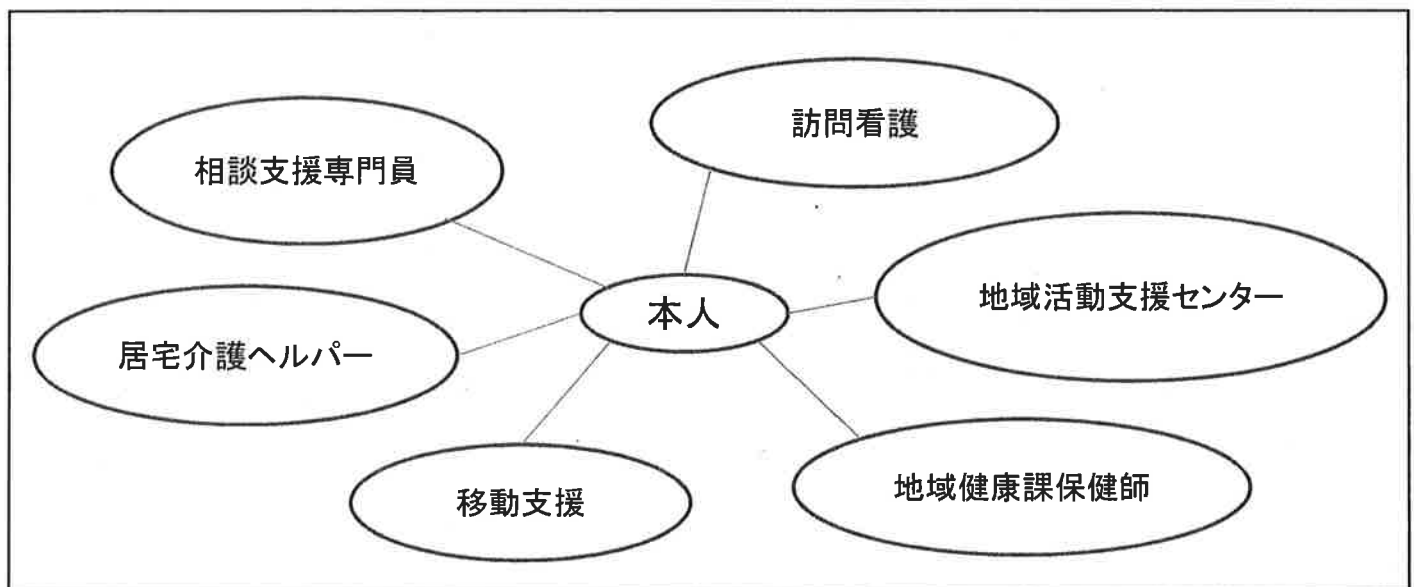 訪問看護
相談支援専門員
地域活動支援センター
本人
居宅介護ヘルパー
地域健康課保健師
移動支援